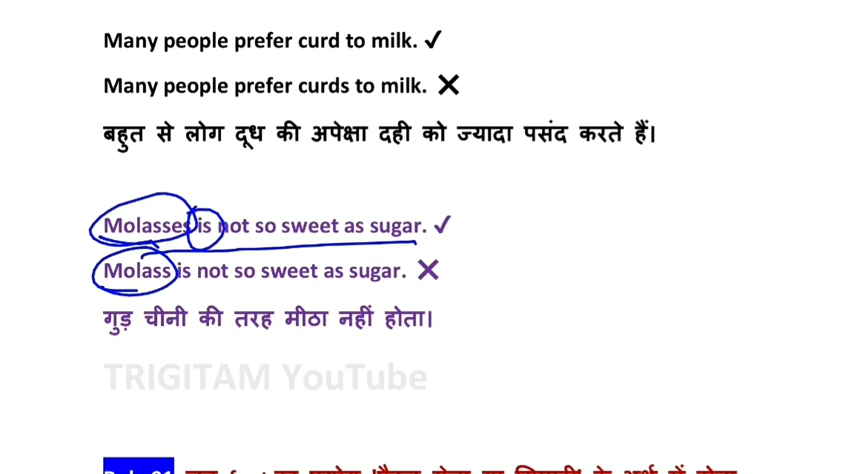 Many people prefer curd to milk. ✓
Many people prefer curds to milk. ✗
बहुत से लोग दूध की अपेक्षा दही को ज्यादा पसंद करते हैं।
Molasses is not so sweet as sugar. ✓
Molass is not so sweet as sugar. ✗
गुड़ चीनी की तरह मीठा नहीं होता।
TRIGITAM YouTube